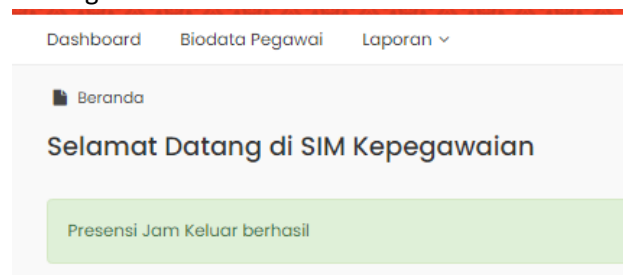 Dashboard Biodata Pegawai Laporan
Beranda
Selamat Datang di SIM Kepegawaian
Presensi Jam Keluar berhasil